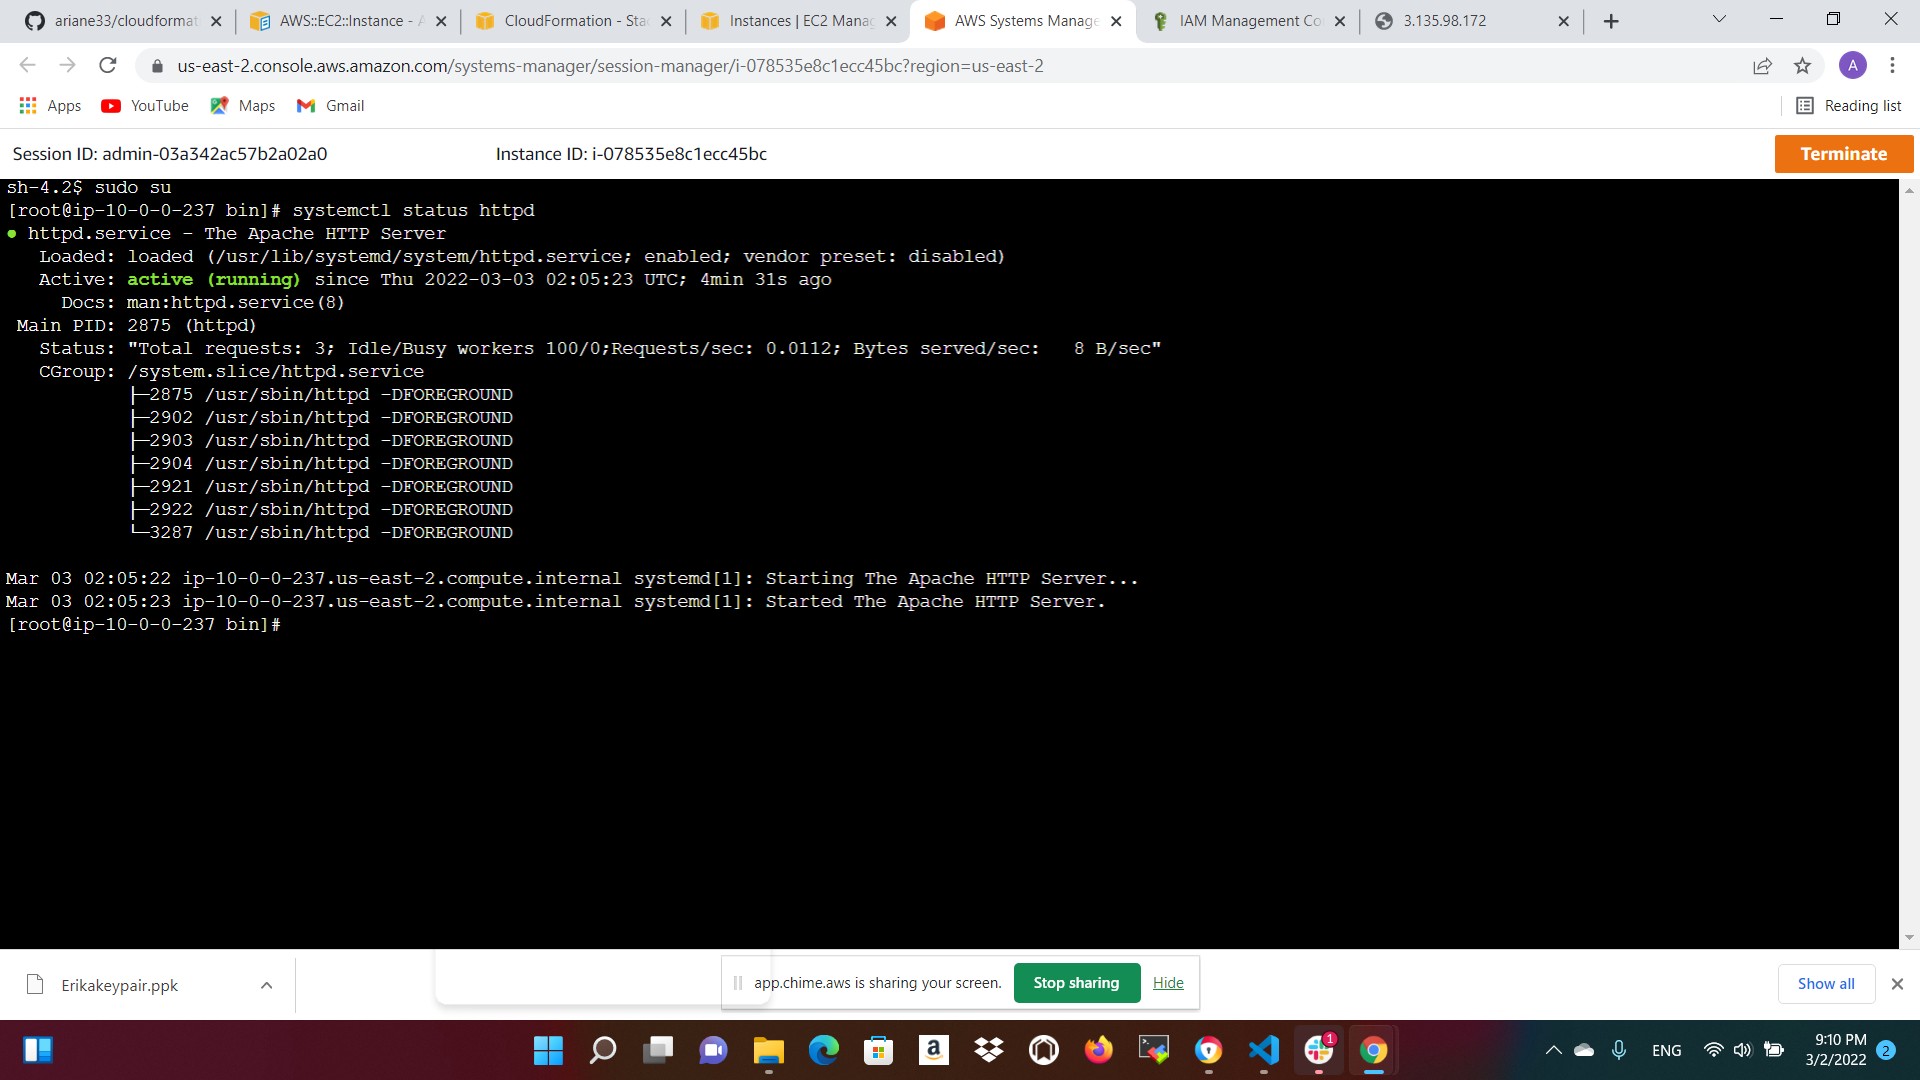 ariane33/cloudformat
AWS::EC2::Instance - A
CloudFormation - Sta
Instances | EC2 Manag
AWS Systems Manage
IAM Management Co
3.135.98.172
us-east-2.console.aws.amazon.com/systems-manager/session-manager/i-078535e8c1ecc45bc?region=us-east-2
A
Apps
YouTube
Maps
Gmail
Reading list
Session ID: admin-03a342ac57b2a02a0
Instance ID: i-078535e8c1ecc45bc
Terminate
sh-4.2$ sudo su
[root@ip-10-0-0-237 bin]# systemctl status httpd
● httpd.service - The Apache HTTP Server
Loaded: loaded (/usr/lib/systemd/system/httpd.service; enabled; vendor preset: disabled)
Active: active (running) since Thu 2022-03-03 02:05:23 UTC; 4min 31s ago
Docs: man:httpd.service(8)
Main PID: 2875 (httpd)
Status: "Total requests: 3; Idle/Busy workers 100/0;Requests/sec: 0.0112; Bytes served/sec:   8 B/sec"
CGroup: /system.slice/httpd.service
├─2875 /usr/sbin/httpd -DFOREGROUND
├─2902 /usr/sbin/httpd -DFOREGROUND
├─2903 /usr/sbin/httpd -DFOREGROUND
├─2904 /usr/sbin/httpd -DFOREGROUND
├─2921 /usr/sbin/httpd -DFOREGROUND
├─2922 /usr/sbin/httpd -DFOREGROUND
└─3287 /usr/sbin/httpd -DFOREGROUND
Mar 03 02:05:22 ip-10-0-0-237.us-east-2.compute.internal systemd[1]: Starting The Apache HTTP Server...
Mar 03 02:05:23 ip-10-0-0-237.us-east-2.compute.internal systemd[1]: Started The Apache HTTP Server.
[root@ip-10-0-0-237 bin]#
Erikakeypair.ppk
app.chime.aws is sharing your screen.
Stop sharing
Hide
Show all
a
1
ENG
9:10 PM
3/2/2022
2